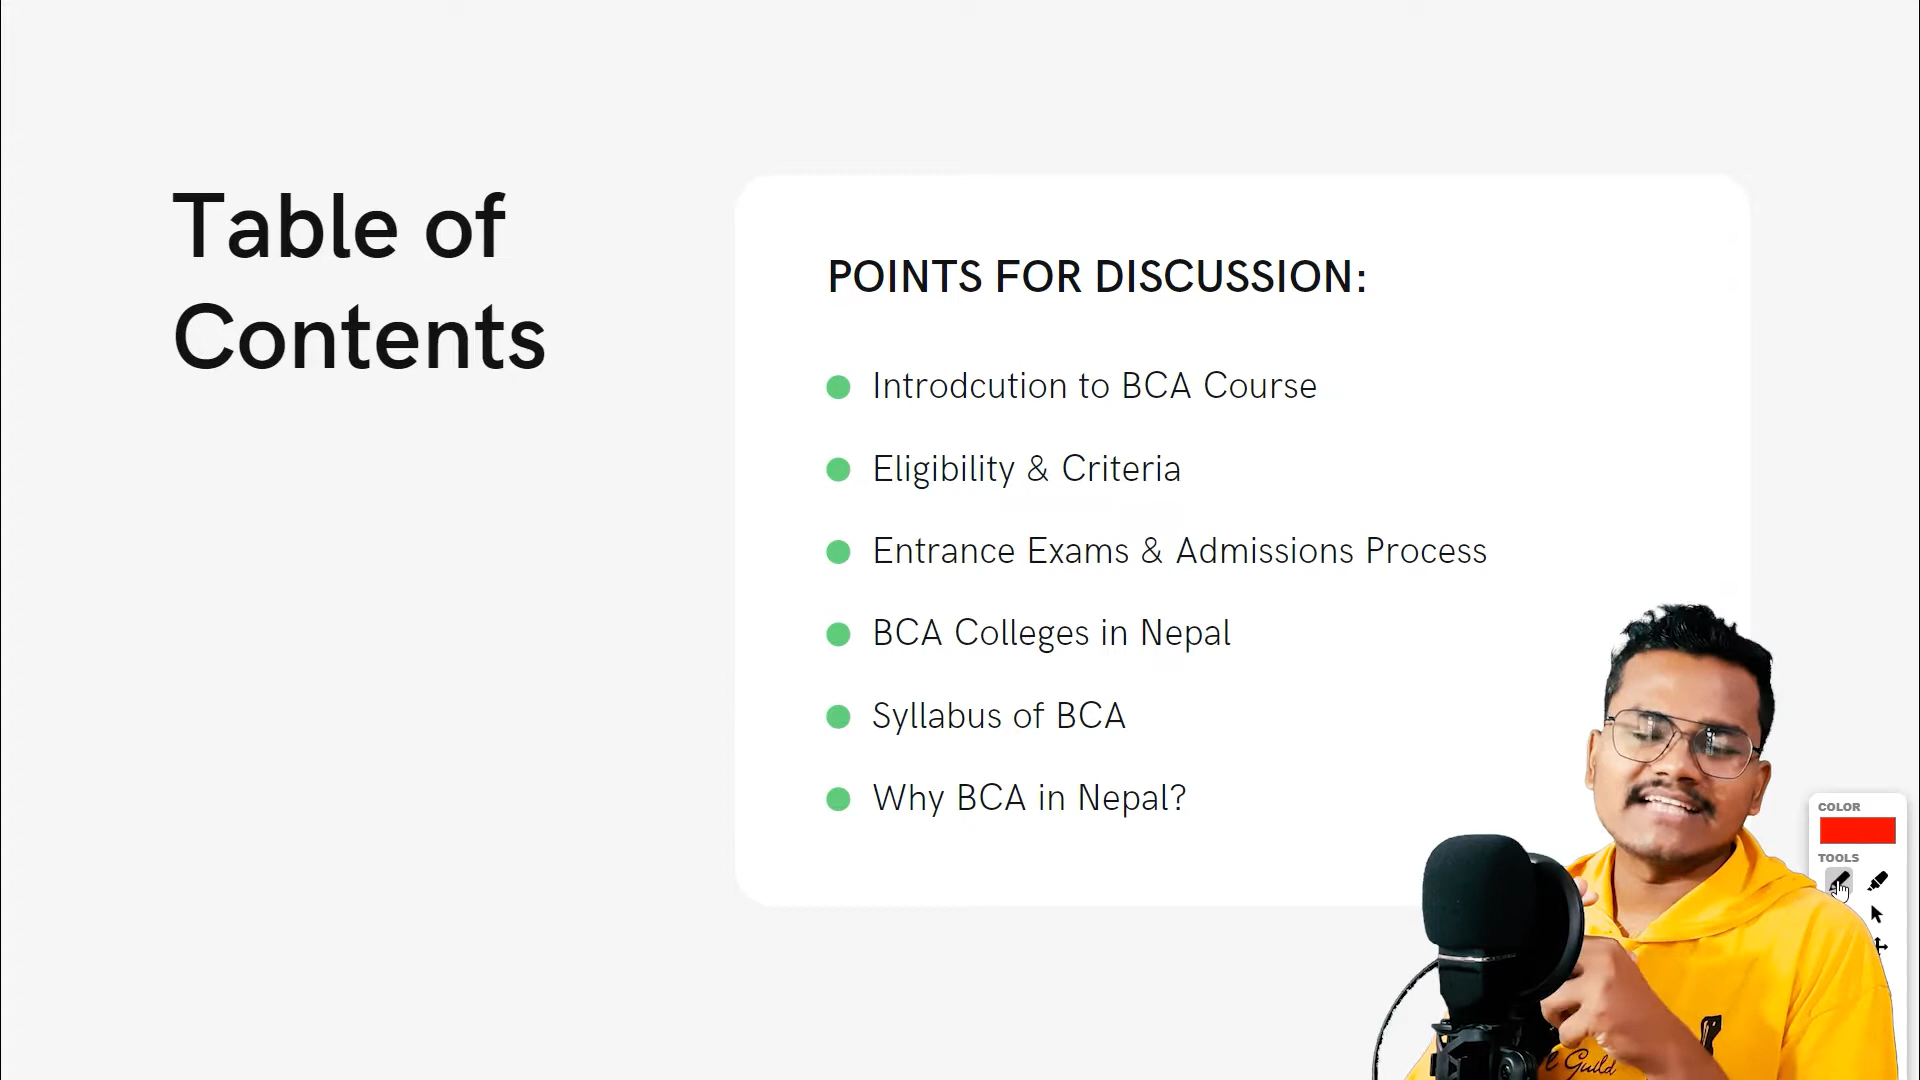 Table of
Contents
POINTS FOR DISCUSSION:
Introdcution to BCA Course
Eligibility & Criteria
Entrance Exams & Admissions Process
BCA Colleges in Nepal
Syllabus of BCA
Why BCA in Nepal?
COLOR
TOOLS
Guild